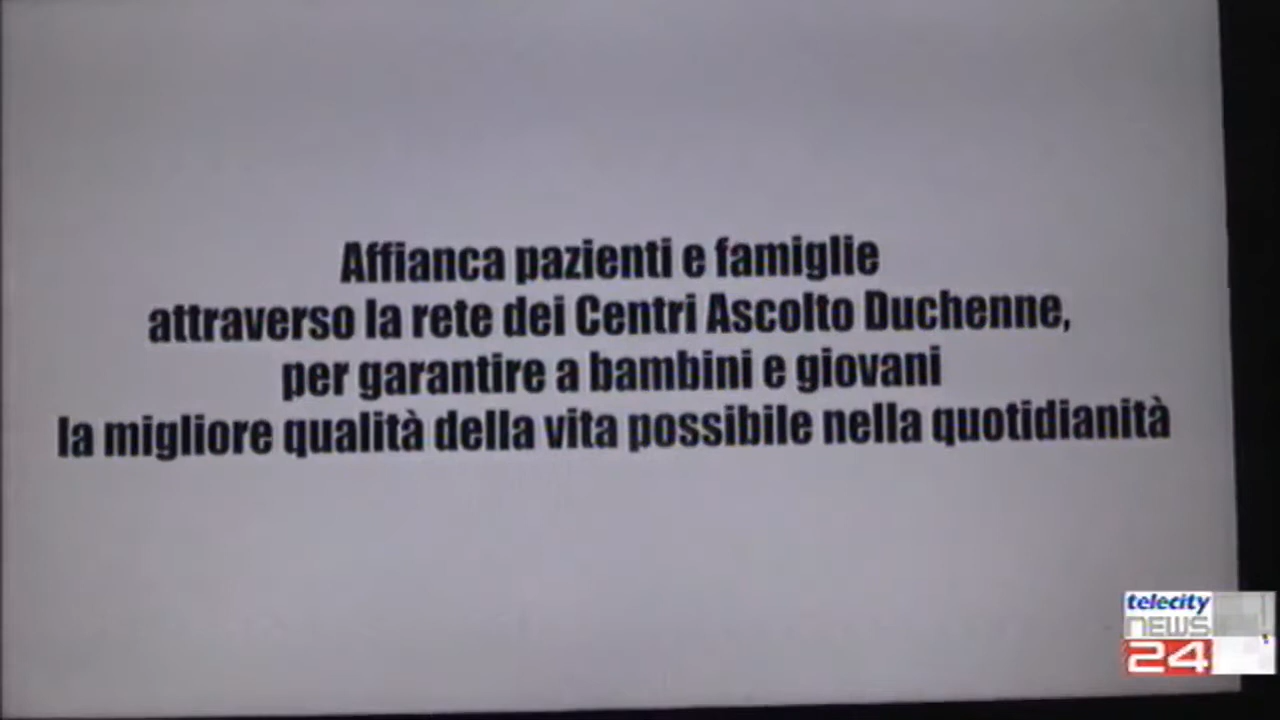 Affianca pazienti e famiglie
attraverso la rete dei Centri Ascolto Duchenne,
per garantire a bambini e giovani
la migliore qualità della vita possibile nella quotidianità
telecity
NEWS
24